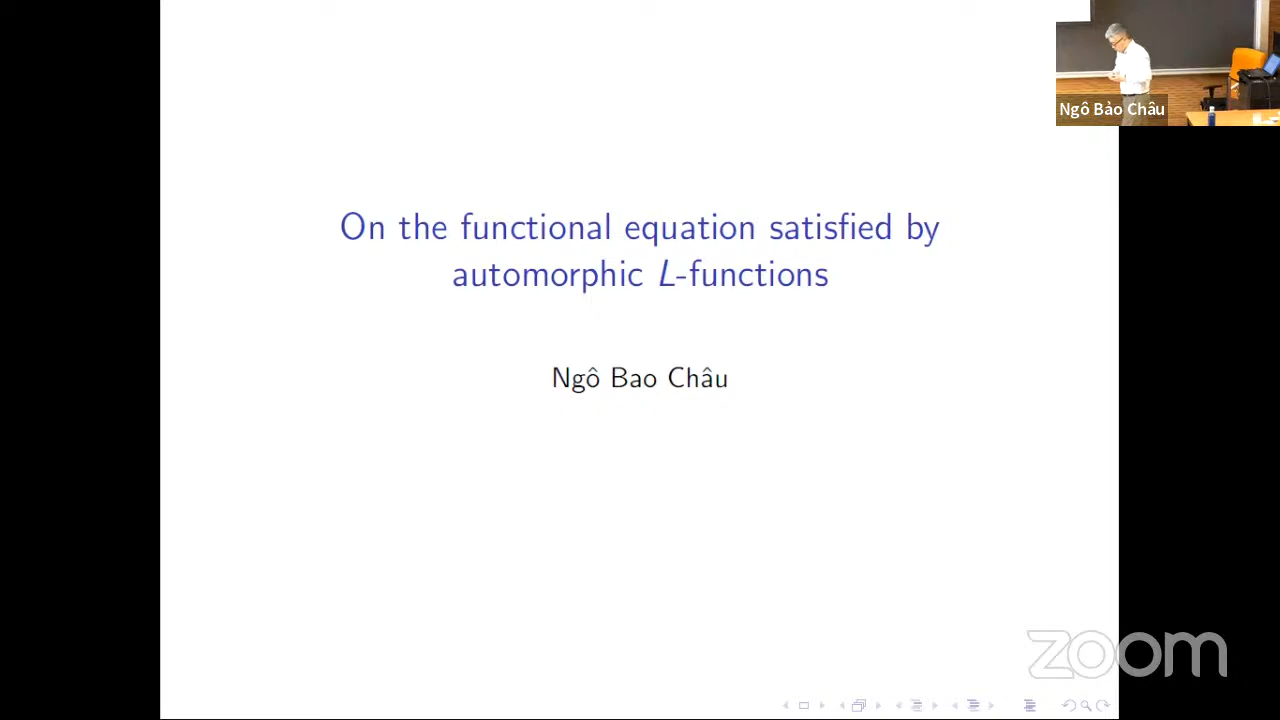 Ngô Bảo Châu
On the functional equation satisfied by
automorphic L-functions
Ngô Bao Châu
zoom